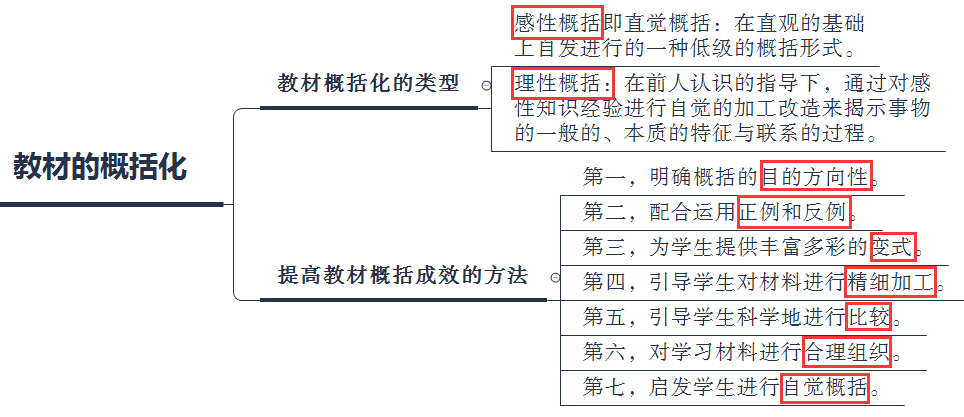 感性概括即直觉概括：在直观的基础
上自发进行的一种低级的概括形式。
教材概括化的类型
理性概括：在前人认识的指导下，通过对感
性知识经验进行自觉的加工改造来揭示事物
的一般的、本质的特征与联系的过程。
教材的概括化
第一，明确概括的目的方向性。
第二，配合运用正例和反例。
第三，为学生提供丰富多彩的变式。
提高教材概括成效的方法
第四，引导学生对材料进行精细加工。
第五，引导学生科学地进行比较。
第六，对学习材料进行合理组织。
第七，启发学生进行自觉概括。